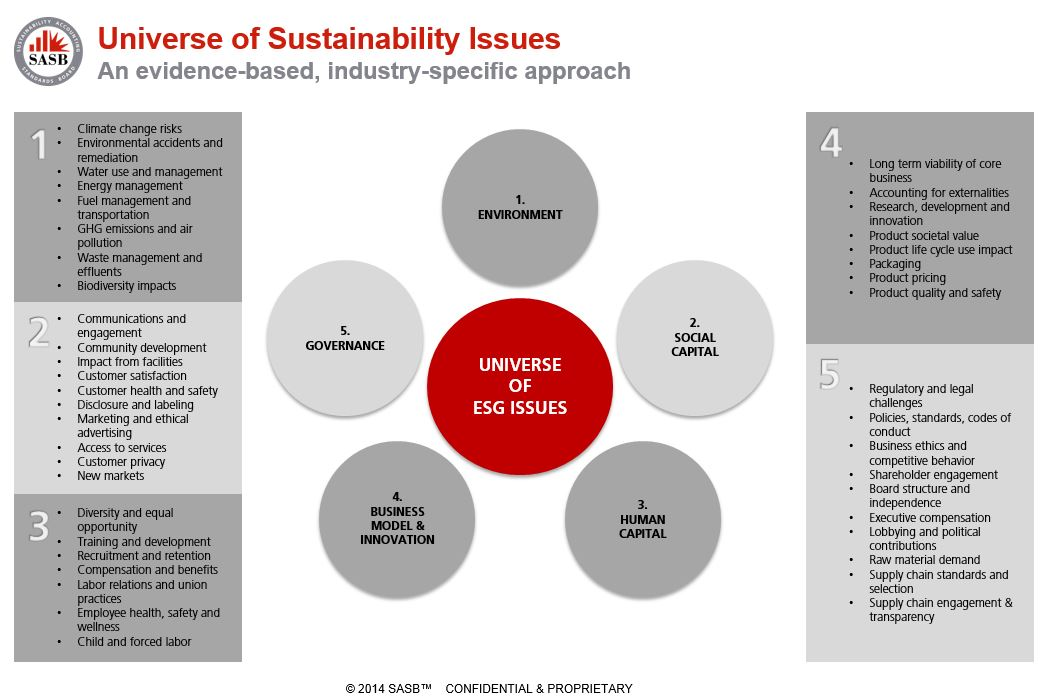 SUSTAINABILITY ACCOUNTING
SASB
STANDARDS BOARD
Universe of Sustainability Issues
An evidence-based, industry-specific approach
1
• Climate change risks
• Environmental accidents and
remediation
• Water use and management
• Energy management
• Fuel management and
transportation
• GHG emissions and air
pollution
• Waste management and
effluents
• Biodiversity impacts
2
• Communications and
engagement
• Community development
• Impact from facilities
• Customer satisfaction
• Customer health and safety
• Disclosure and labeling
• Marketing and ethical
advertising
• Access to services
• Customer privacy
• New markets
3
• Diversity and equal
opportunity
• Training and development
• Recruitment and retention
• Compensation and benefits
• Labor relations and union
practices
• Employee health, safety and
wellness
• Child and forced labor
1.
ENVIRONMENT
2.
SOCIAL
CAPITAL
3.
HUMAN
CAPITAL
4.
BUSINESS
MODEL &
INNOVATION
5.
GOVERNANCE
UNIVERSE
OF
ESG ISSUES
4
• Long term viability of core
business
• Accounting for externalities
• Research, development and
innovation
• Product societal value
• Product life cycle use impact
• Packaging
• Product pricing
• Product quality and safety
5
• Regulatory and legal
challenges
• Policies, standards, codes of
conduct
• Business ethics and
competitive behavior
• Shareholder engagement
• Board structure and
independence
• Executive compensation
• Lobbying and political
contributions
• Raw material demand
• Supply chain standards and
selection
• Supply chain engagement &
transparency
© 2014 SASB™ CONFIDENTIAL & PROPRIETARY